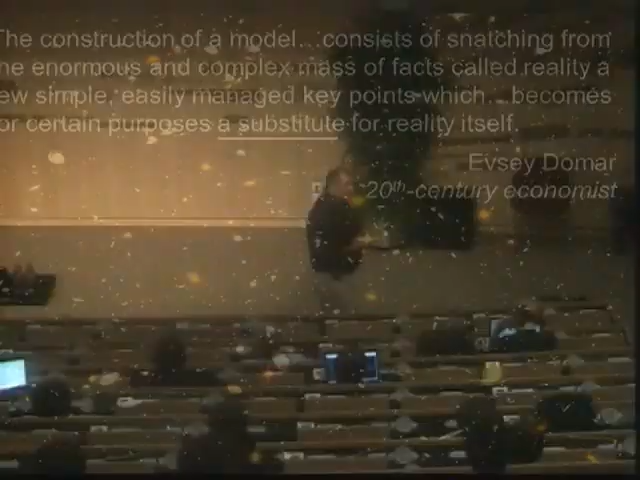 The construction of a model...consists of snatching from
he enormous and complex mass of facts called reality a
ew simple, easily managed key points which...becomes
or certain purposes a substitute for reality itself.
Evsey Domar
20th-century economist